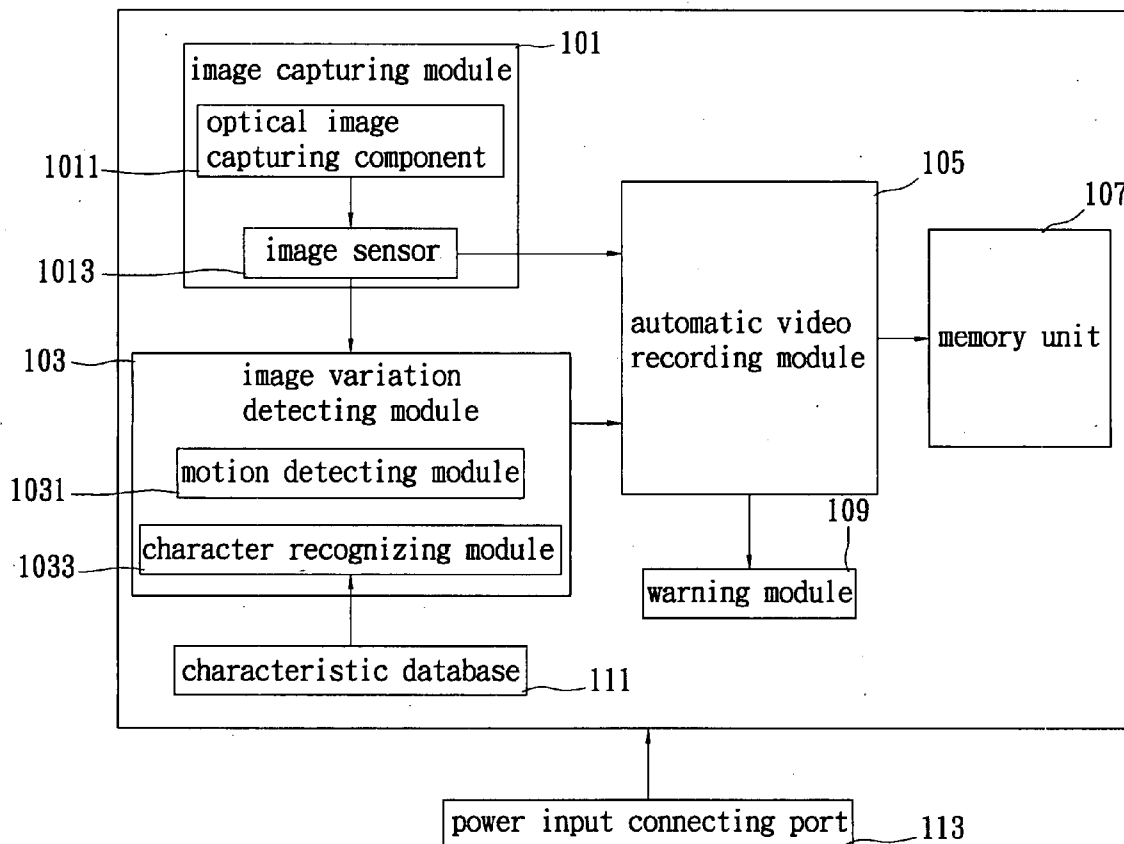 101
image capturing module
optical image
capturing component
1011
image sensor
1013
105
107
automatic video
recording module
memory unit
103
image variation
detecting module
motion detecting module
1031
character recognizing module
1033
109
warning module
characteristic database
111
power input connecting port
113